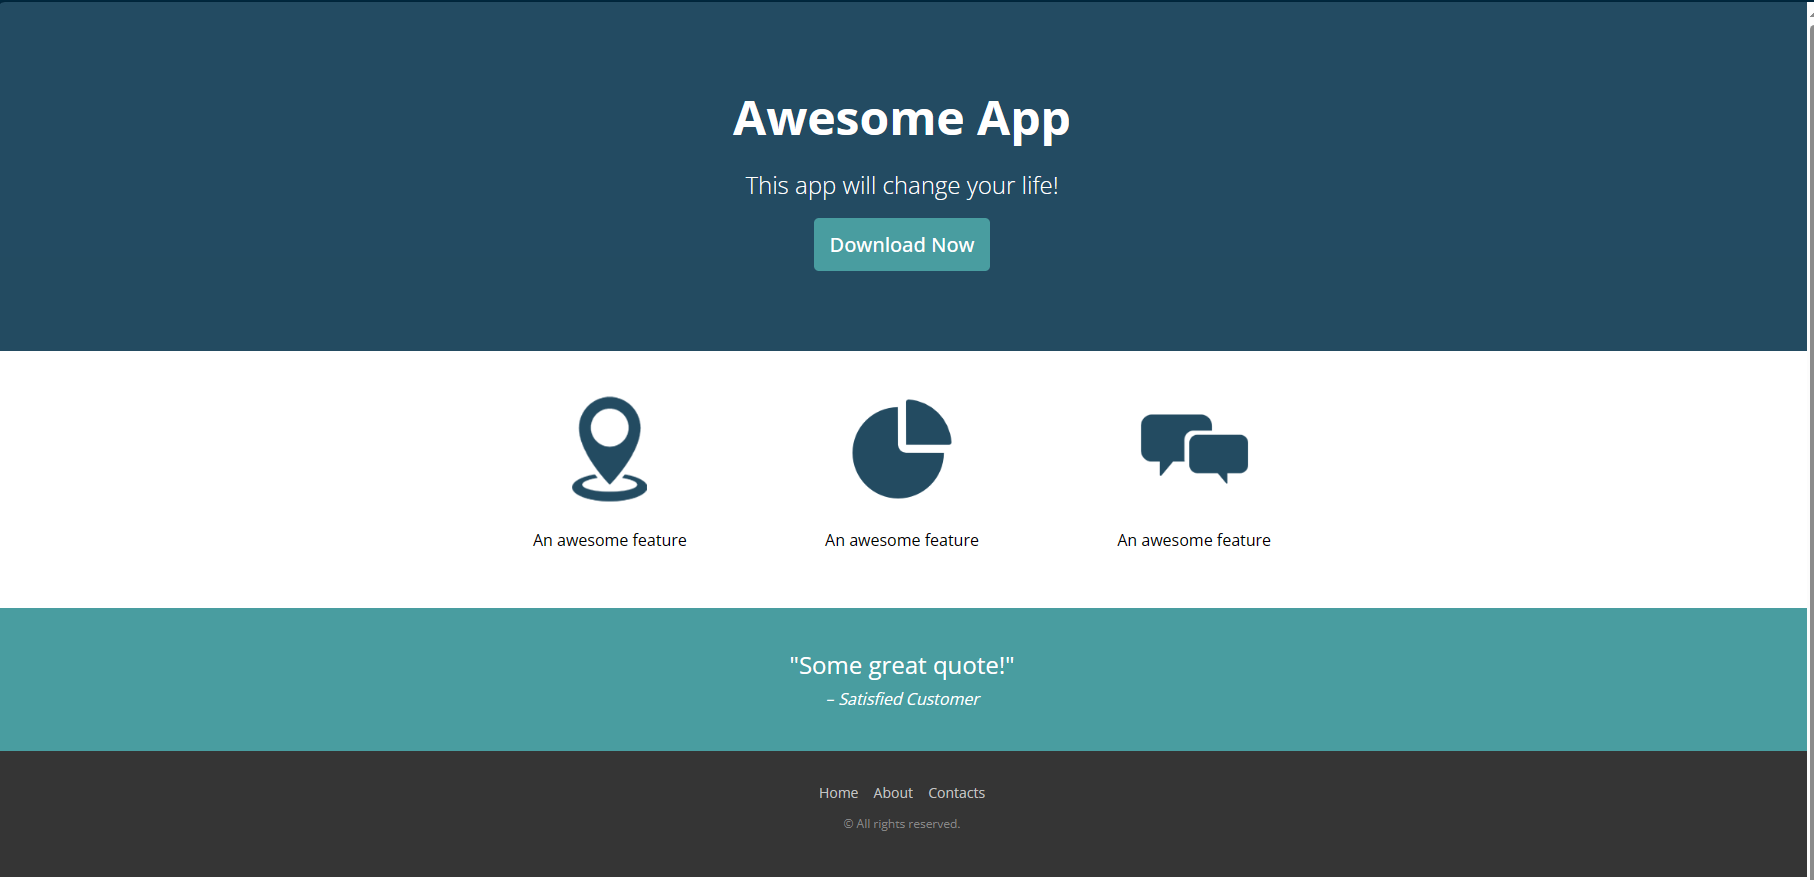 Awesome App
This app will change your life!
Download Now
An awesome feature An awesome feature An awesome feature
"Some great quote!"
– Satisfied Customer
Home About Contacts
© All rights reserved.